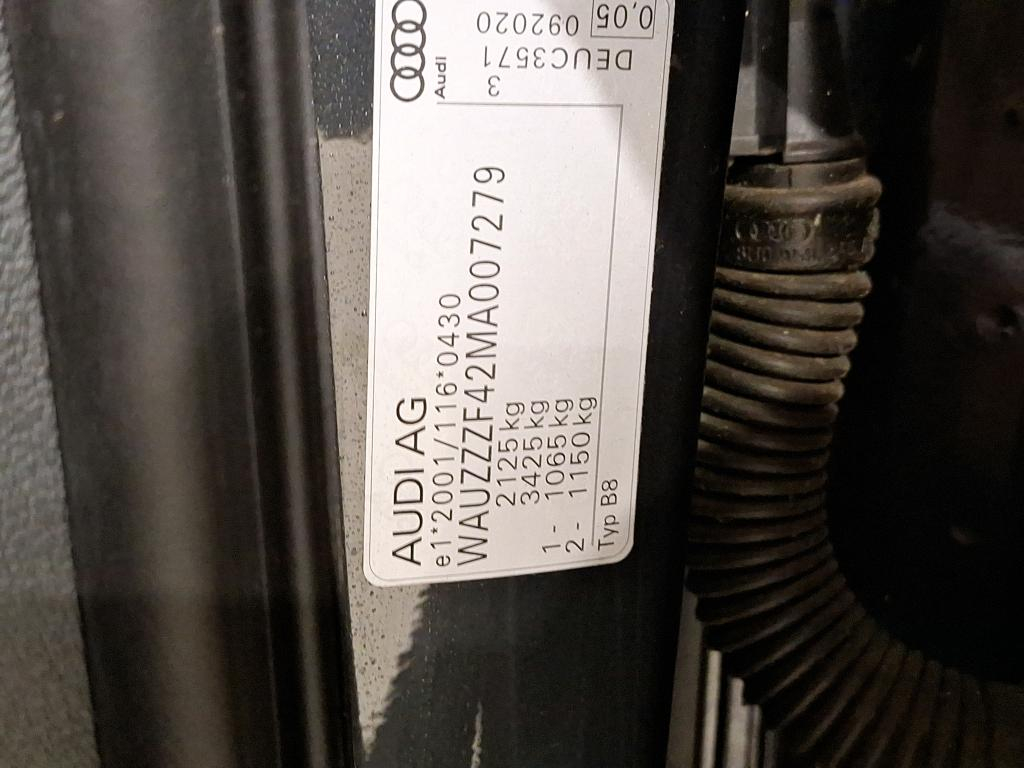 AUDI AG
e1*2001/116*0430
WAUZZZF42MA007279
2125 kg
3425 kg
1 - 1065 kg
2 - 1150 kg
Typ B8
Audi
3
DEUC3571
092020
0,05